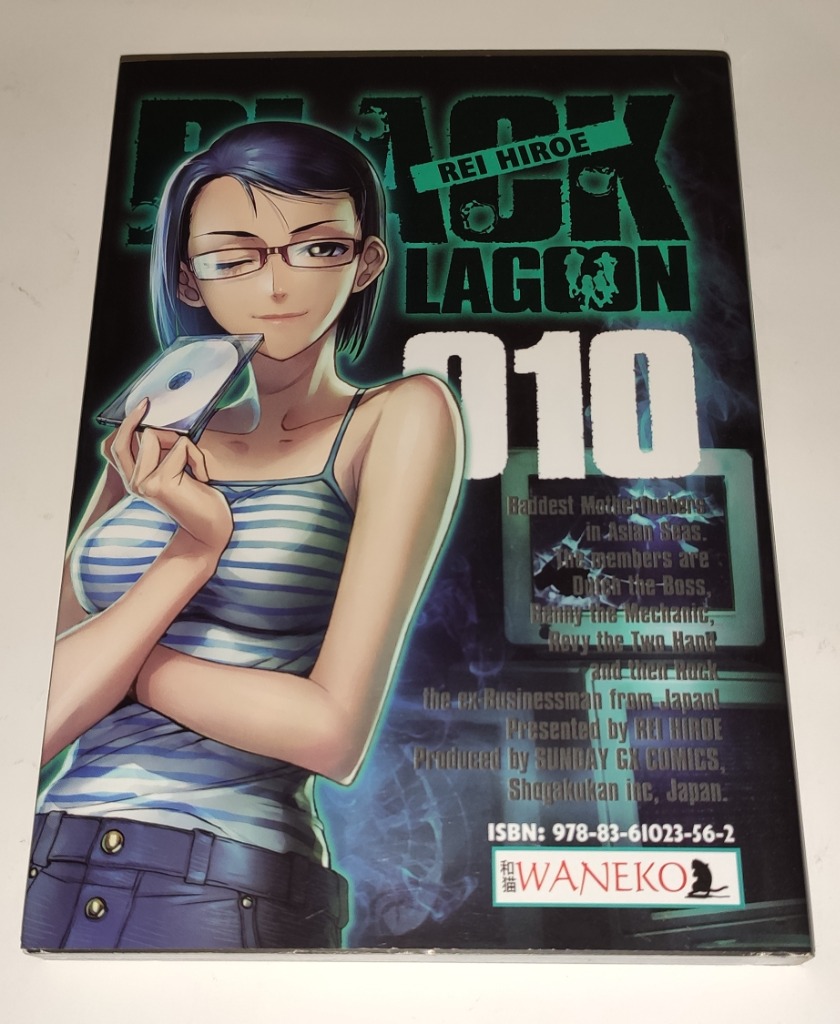 BLACK
REI HIROE
LAGOON
010
Baddest Motherfuckers
in Asian Seas.
The members are
Dutch the Boss,
Benny the Mechanic,
Revy the Two Hand
and then Rock
the ex-Businessman from Japan!
Presented by REI HIROE
Produced by SUNDAY GX COMICS,
Shogakukan inc, Japan.
ISBN: 978-83-61023-56-2
和猫 WANEKO